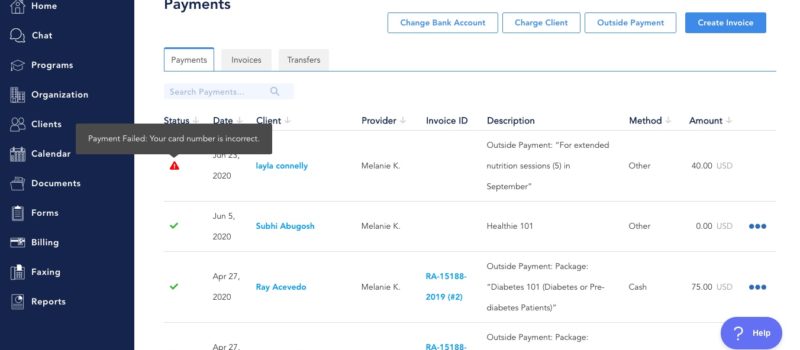 Payments
Home
Chat
Programs
Organization
Clients
Calendar
Documents
Forms
Billing
Faxing
Reports
Change Bank Account
Charge Client
Outside Payment
Create Invoice
Payments
Invoices
Transfers
Search Payments...
Status Date Client Provider Invoice ID Description Method Amount
Payment Failed: Your card number is incorrect.
Jun 23,
2020
layla connelly
Melanie K.
Outside Payment: "For extended
nutrition sessions (5) in
September"
Other
40.00 USD
Jun 5,
2020
Subhi Abugosh
Melanie K.
Healthie 101
Other
0.00 USD
Apr 27,
2020
Ray Acevedo
Melanie K.
RA-15188-
2019 (#2)
Outside Payment: Package:
"Diabetes 101 (Diabetes or Pre-
diabetes Patients)"
Cash
75.00 USD
Apr 27,
RA-15188-
Outside Payment: Package:
? Help